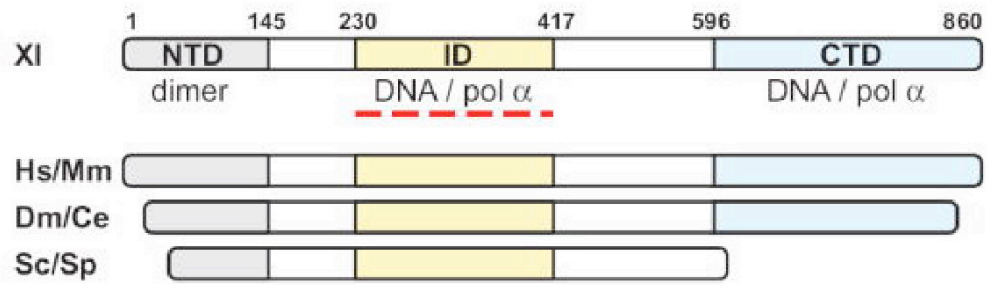 1 145 230 417 596 860
Xl NTD ID CTD
dimer DNA / pol α DNA / pol α
Hs/Mm
Dm/Ce
Sc/Sp